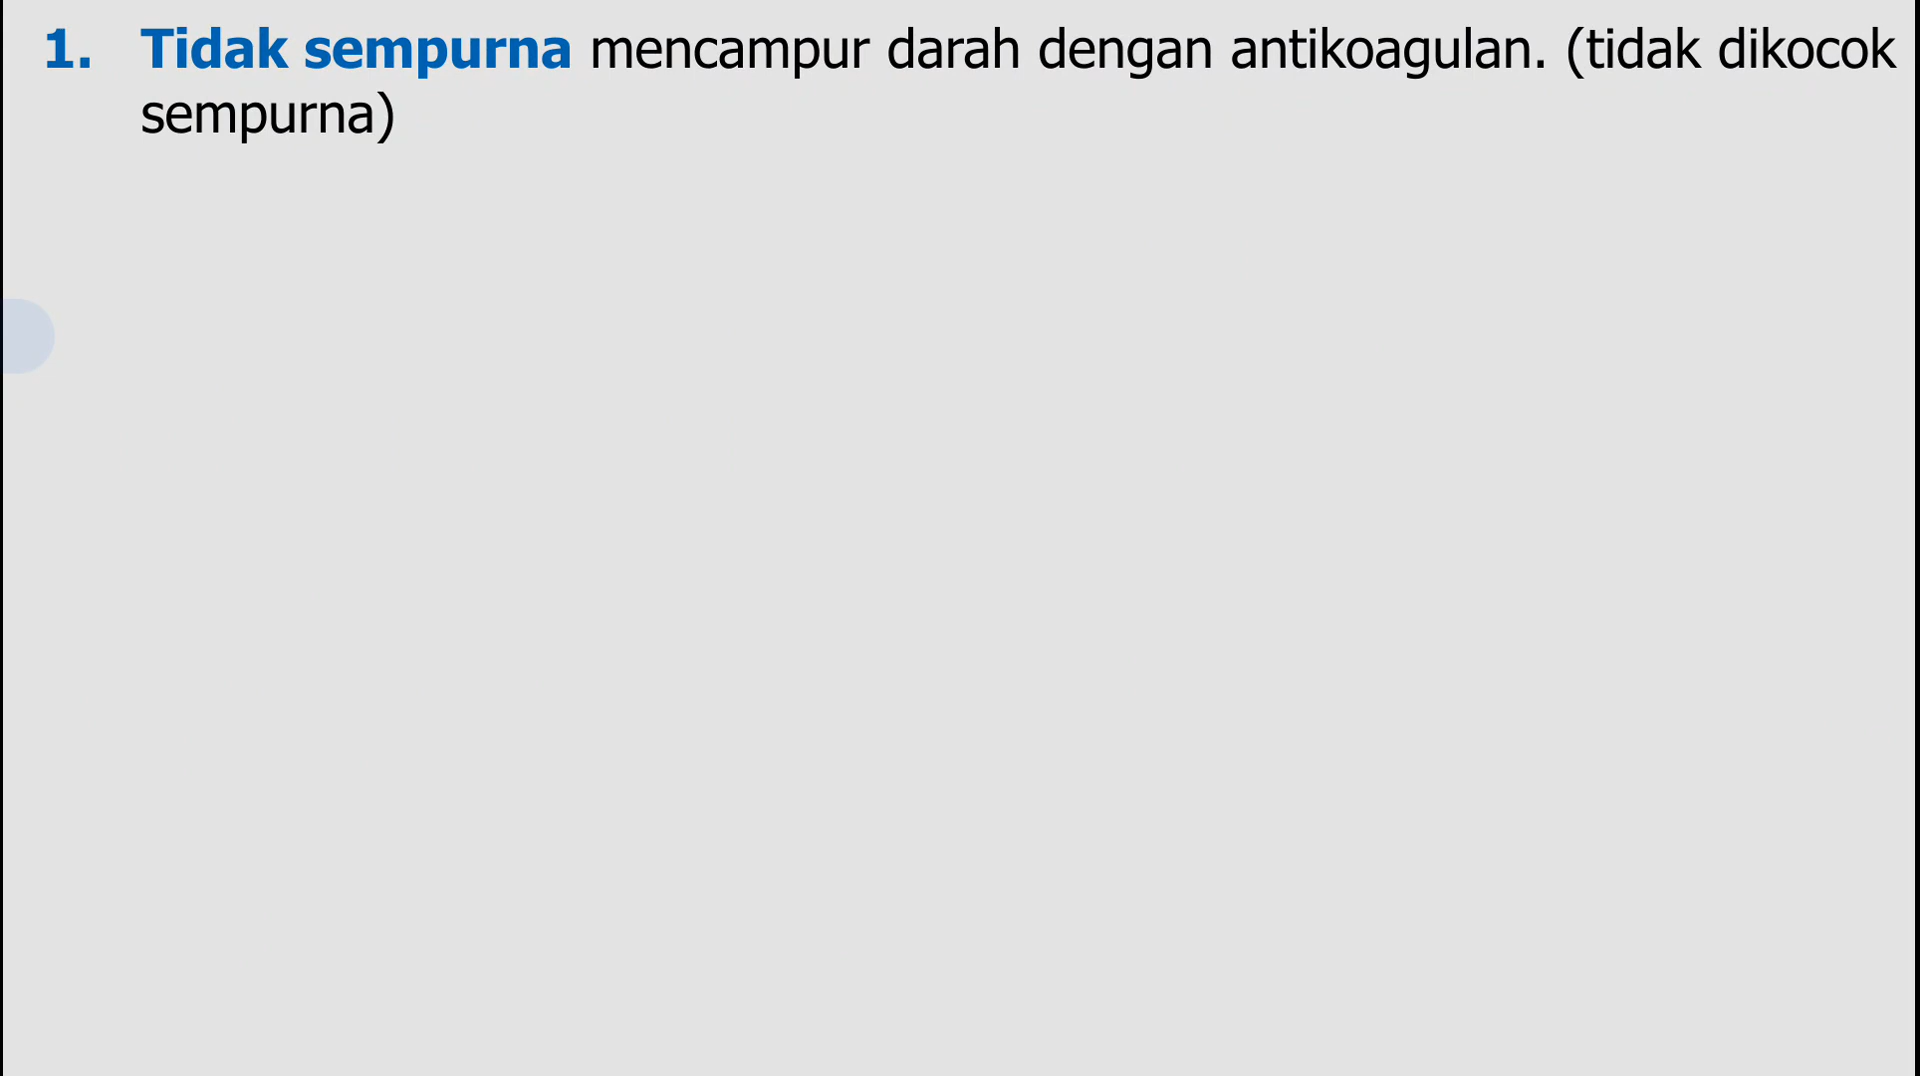 1. Tidak sempurna mencampur darah dengan antikoagulan. (tidak dikocok
sempurna)